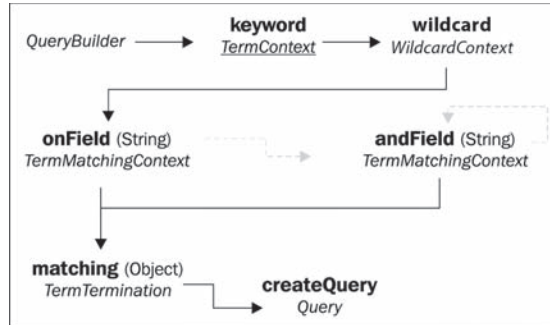 QueryBuilder
keyword
TermContext
wildcard
WildcardContext
onField (String)
TermMatchingContext
andField (String)
TermMatchingContext
matching (Object)
TermTermination
createQuery
Query